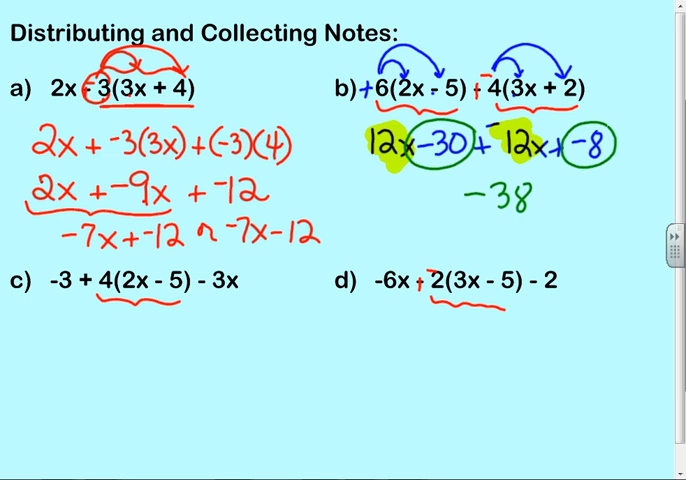 Distributing and Collecting Notes:
a) 2x - 3(3x + 4)
b) +6(2x - 5) + -4(3x + 2)
2x + -3(3x) + (-3)(4)
12x - 30 + -12x + -8
2x + -9x + -12
-38
-7x + -12 or -7x - 12
c) -3 + 4(2x - 5) - 3x
d) -6x + -2(3x - 5) - 2